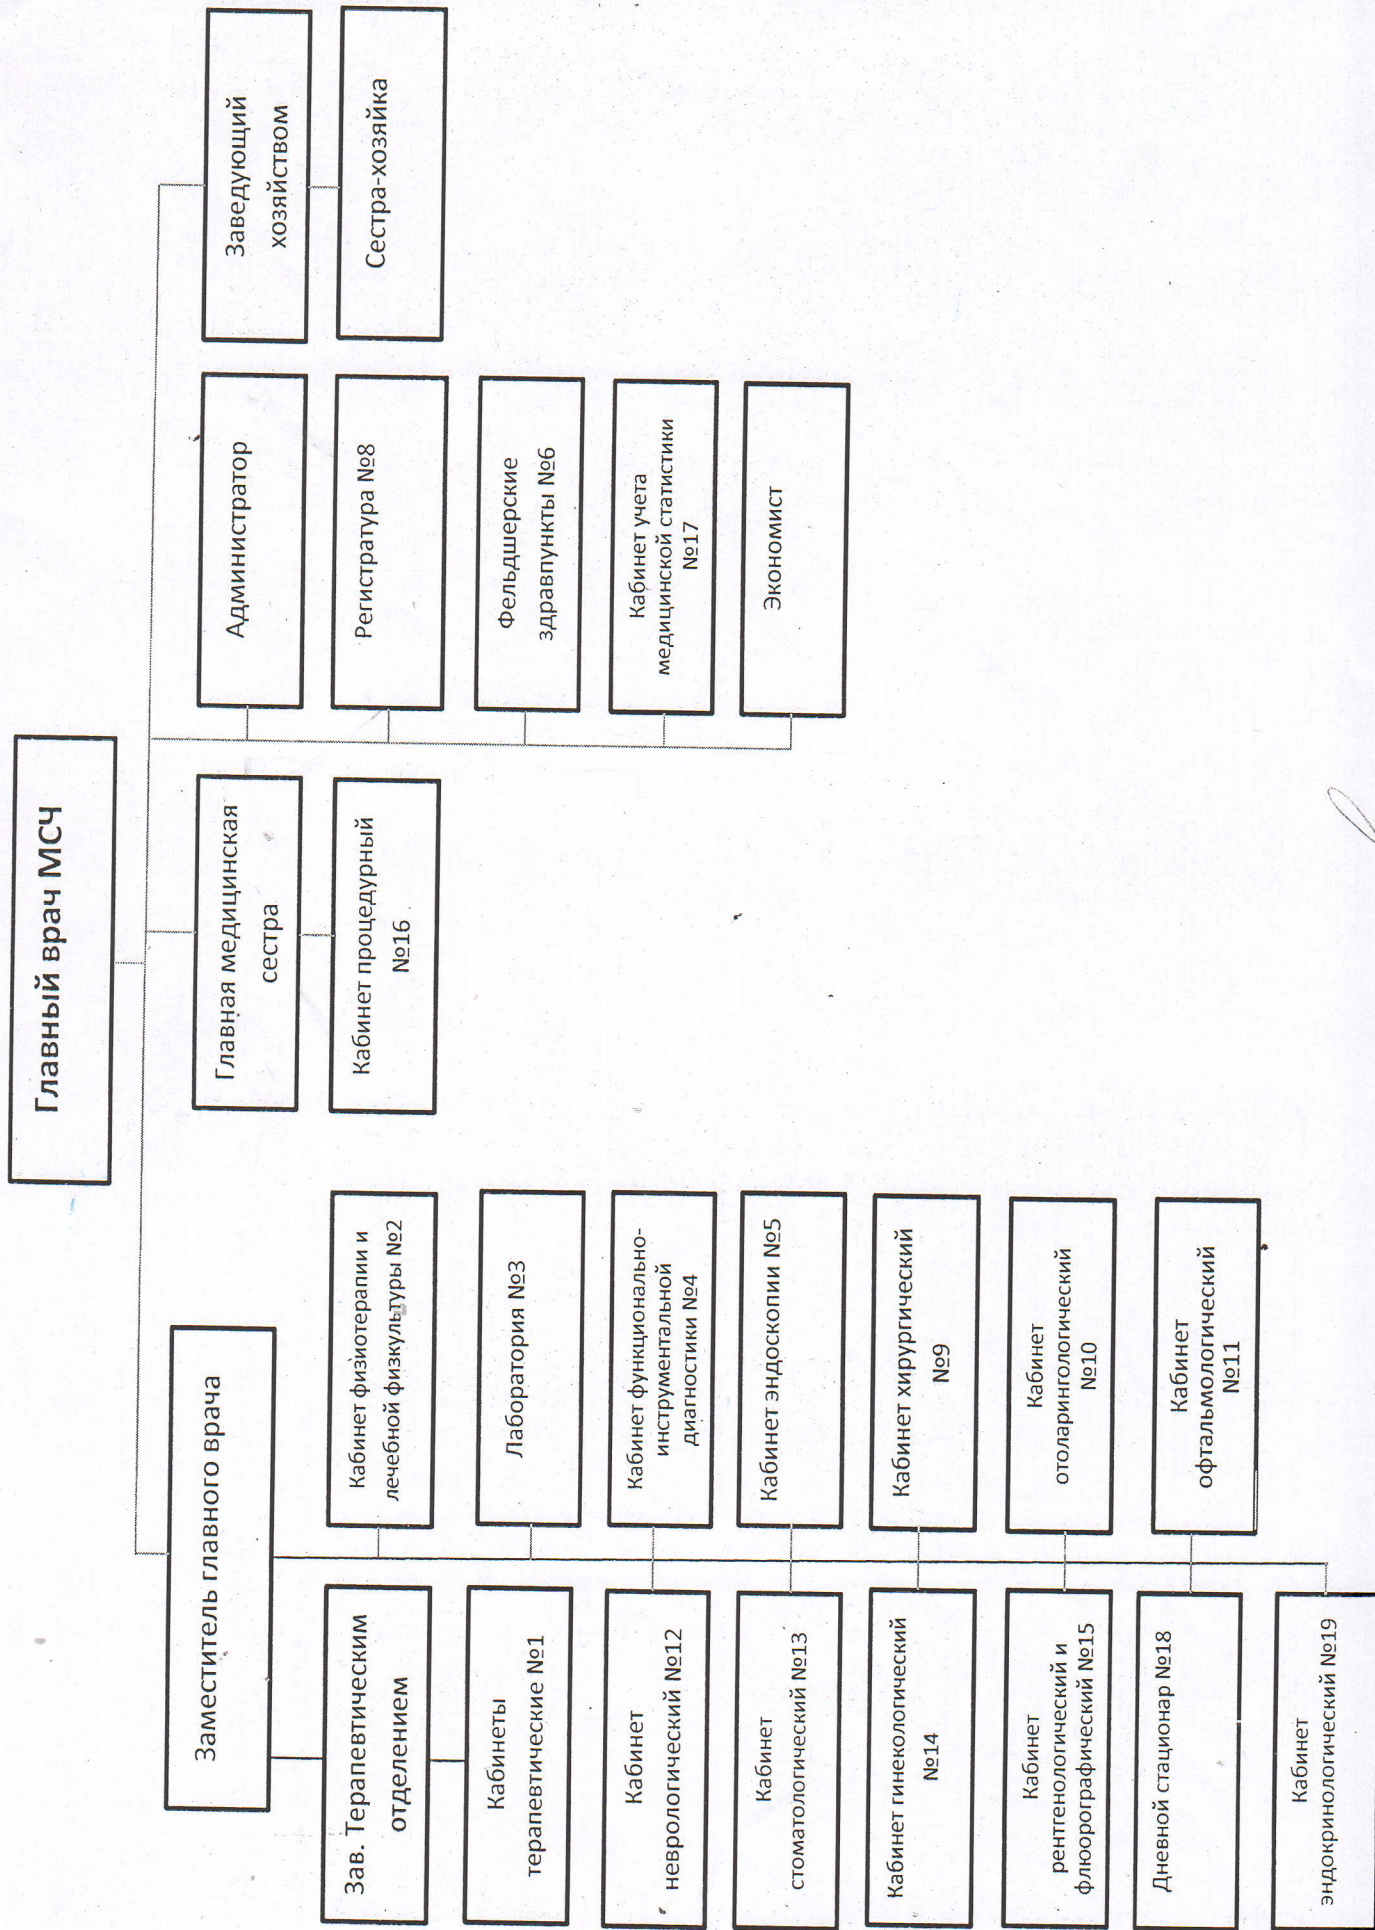 Главный врач МСЧ
Заместитель главного врача
Главная медицинская
сестра
Администратор
Заведующий
хозяйством
Зав. Терапевтическим
отделением
Кабинет физиотерапии и
лечебной физкультуры №2
Кабинет процедурный
№16
Регистратура №8
Сестра-хозяйка
Кабинеты
терапевтические №1
Лаборатория №3
Фельдшерские
здравпункты №6
Кабинет
неврологический №12
Кабинет функционально-
инструментальной
диагностики №4
Кабинет учета
медицинской статистики
№17
Кабинет
стоматологический №13
Кабинет эндоскопии №5
Экономист
Кабинет гинекологический
№14
Кабинет хирургический
№9
Кабинет
рентгенологический и
флюорографический №15
Кабинет
отоларингологический
№10
Дневной стационар №18
Кабинет
офтальмологический
№11
Кабинет
эндокринологический №19